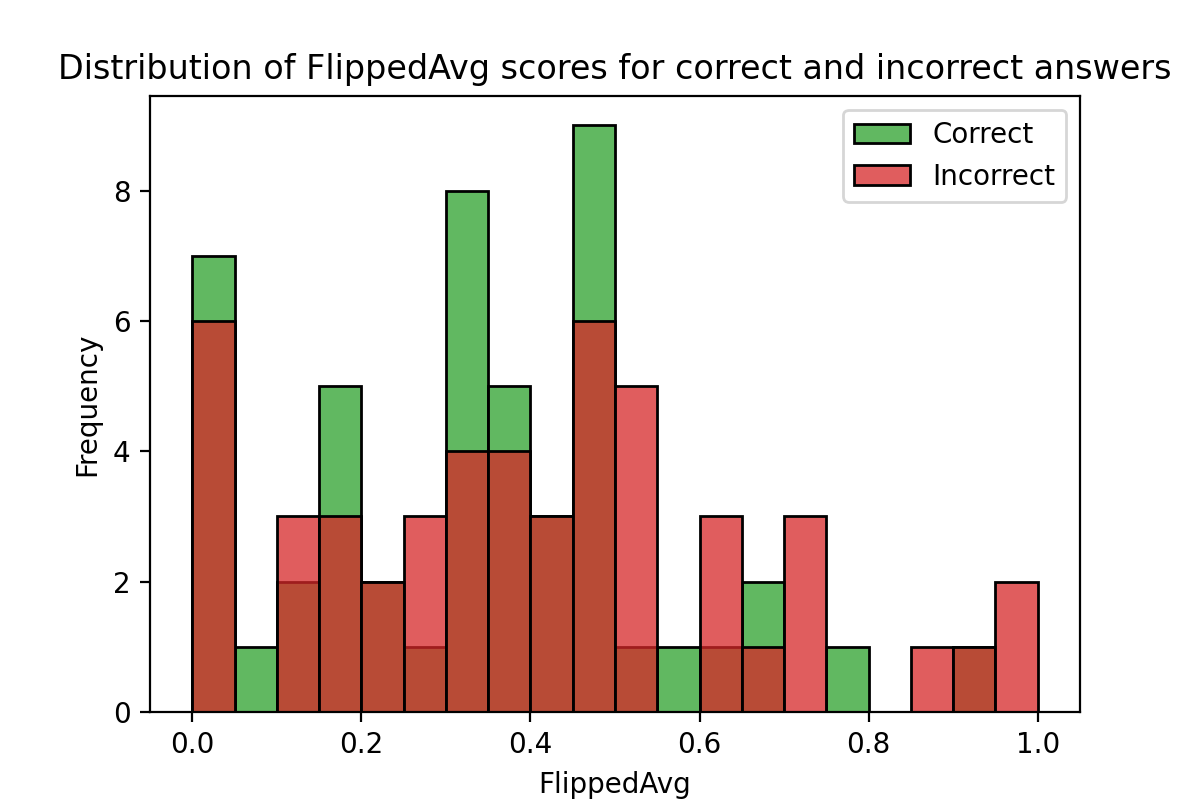 Distribution of FlippedAvg scores for correct and incorrect answers
Correct
Incorrect
Frequency
8
6
4
2
0
0.0 0.2 0.4 0.6 0.8 1.0
FlippedAvg